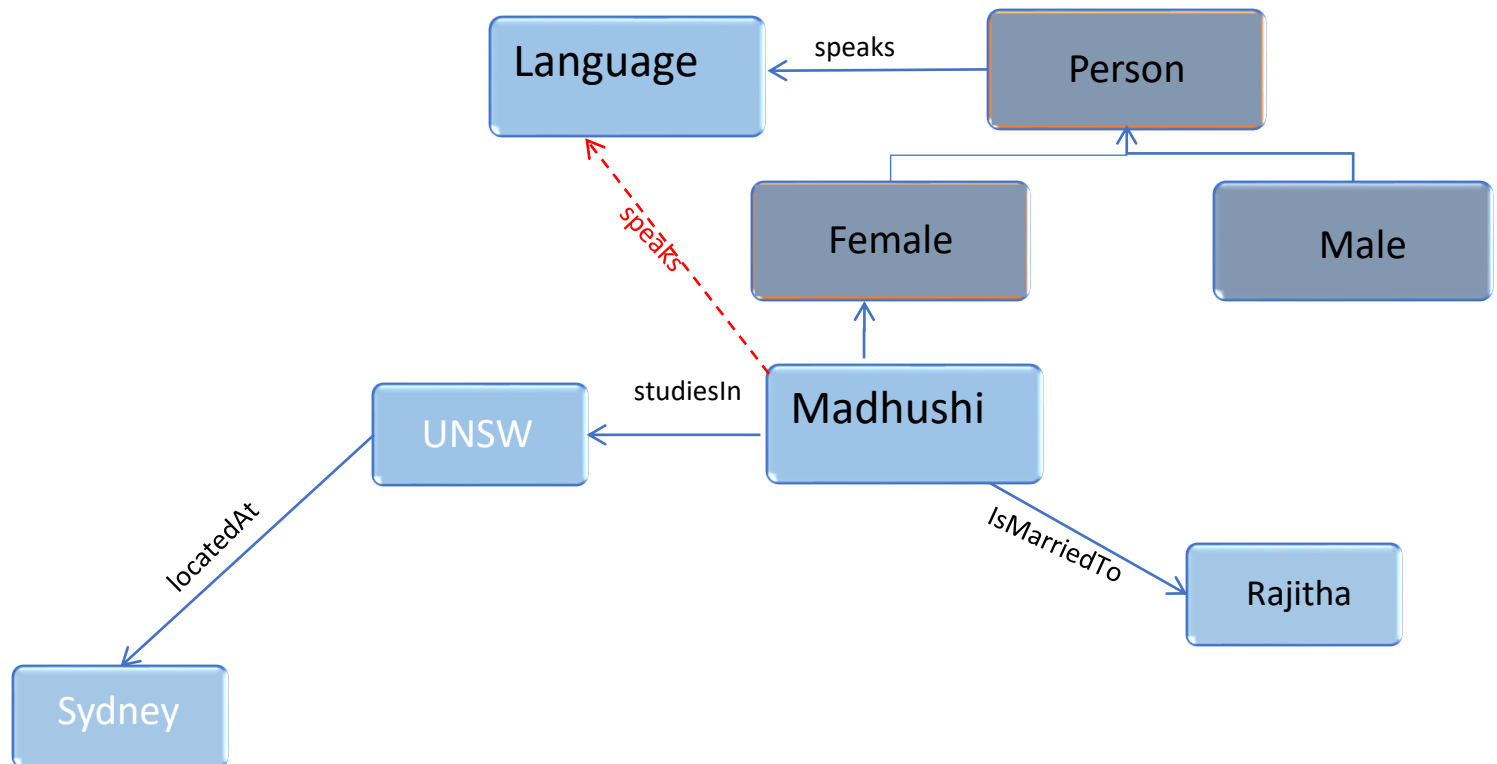 Language
speaks
Person
Female
Male
speaks
studiesIn
Madhushi
UNSW
locatedAt
IsMarriedTo
Rajitha
Sydney